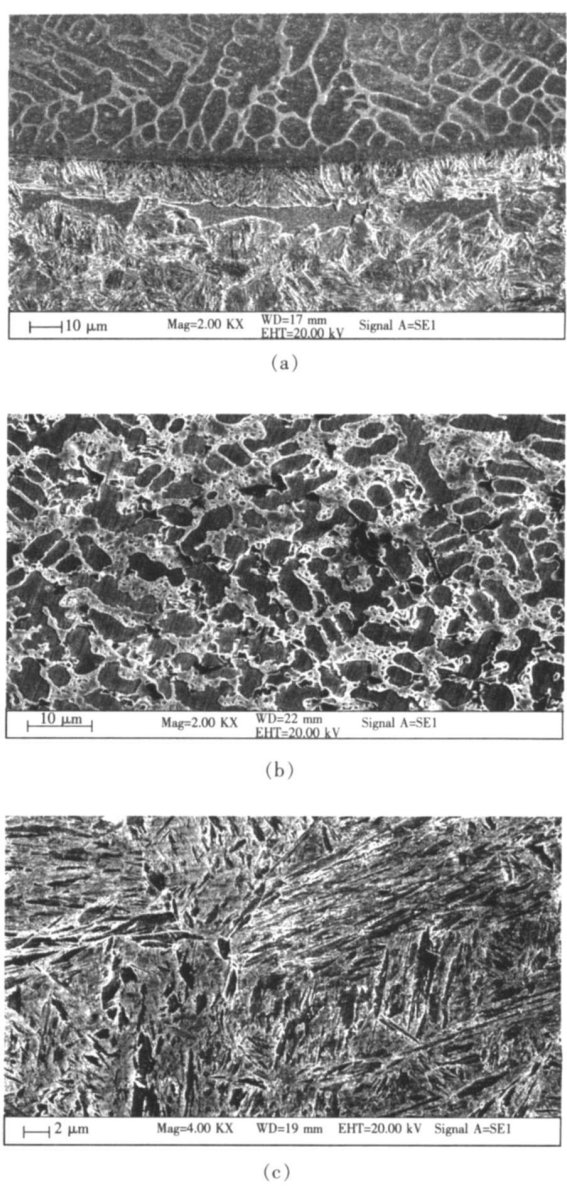 10 μm Mag=2.00 KX WD=17 mm EHT=20.00 kV Signal A=SE1
(a)
10 μm Mag=2.00 KX WD=22 mm EHT=20.00 kV Signal A=SE1
(b)
2 μm Mag=4.00 KX WD=19 mm EHT=20.00 kV Signal A=SE1
(c)